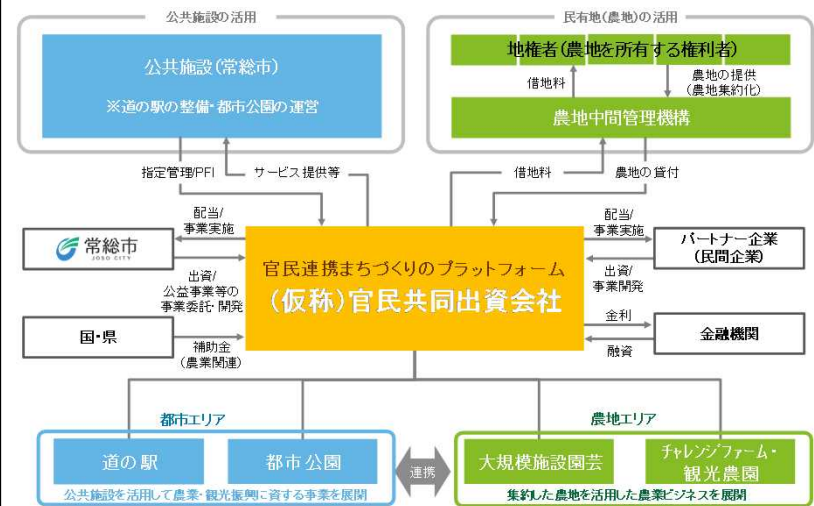 公共施設の活用
公共施設(常総市)
※道の駅の整備・都市公園の運営
民有地(農地)の活用
地権者(農地を所有する権利者)
借地料
農地の提供
(農地集約化)
農地中間管理機構
指定管理/PFI
サービス提供等
借地料
農地の貸付
常総市
JOSO CITY
配当/
事業実施
出資/
公益事業等の
事業委託・開発
国・県
補助金
(農業関連)
官民連携まちづくりのプラットフォーム
(仮称)官民共同出資会社
配当/
事業実施
出資/
事業開発
パートナー企業
(民間企業)
金利
融資
金融機関
都市エリア
道の駅
都市公園
公共施設を活用して農業・観光振興に資する事業を展開
連携
農地エリア
大規模施設園芸
チャレンジファーム・
観光農園
集約した農地を活用した農業ビジネスを展開